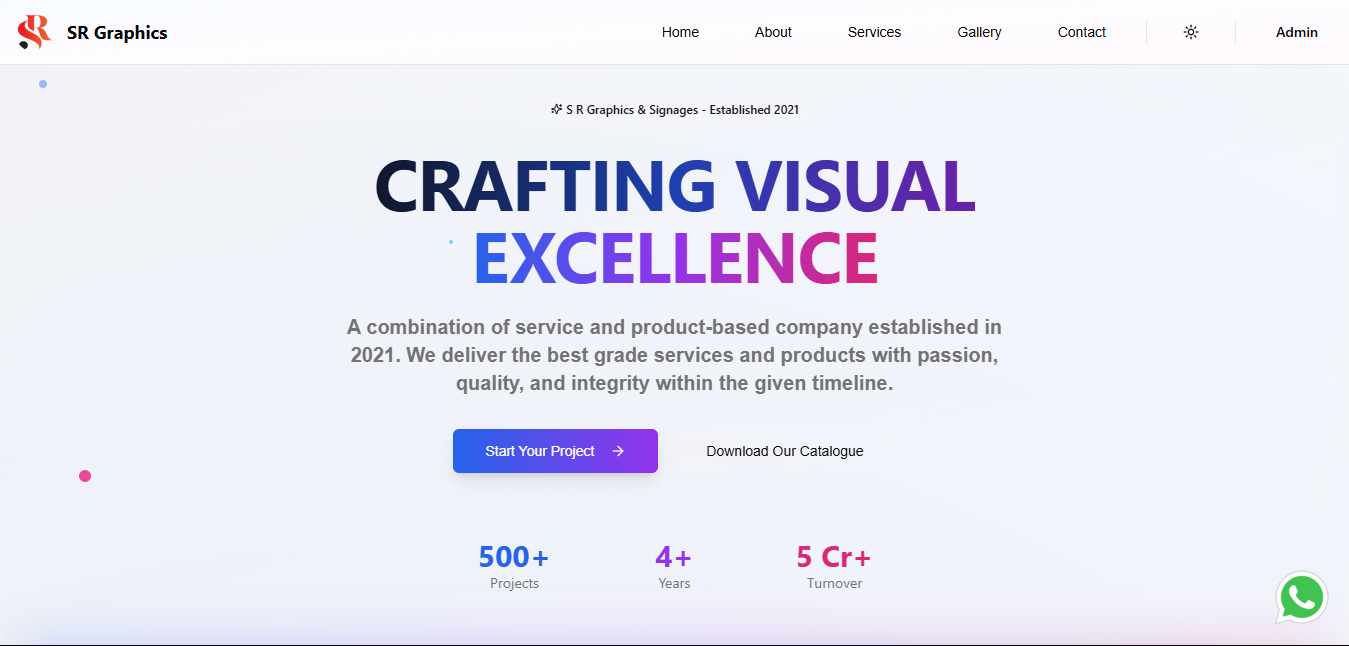 SR Graphics
Home
About
Services
Gallery
Contact
Admin
S R Graphics & Signages - Established 2021
CRAFTING VISUAL
EXCELLENCE
A combination of service and product-based company established in
2021. We deliver the best grade services and products with passion,
quality, and integrity within the given timeline.
Start Your Project
Download Our Catalogue
500+
Projects
4+
Years
5 Cr+
Turnover